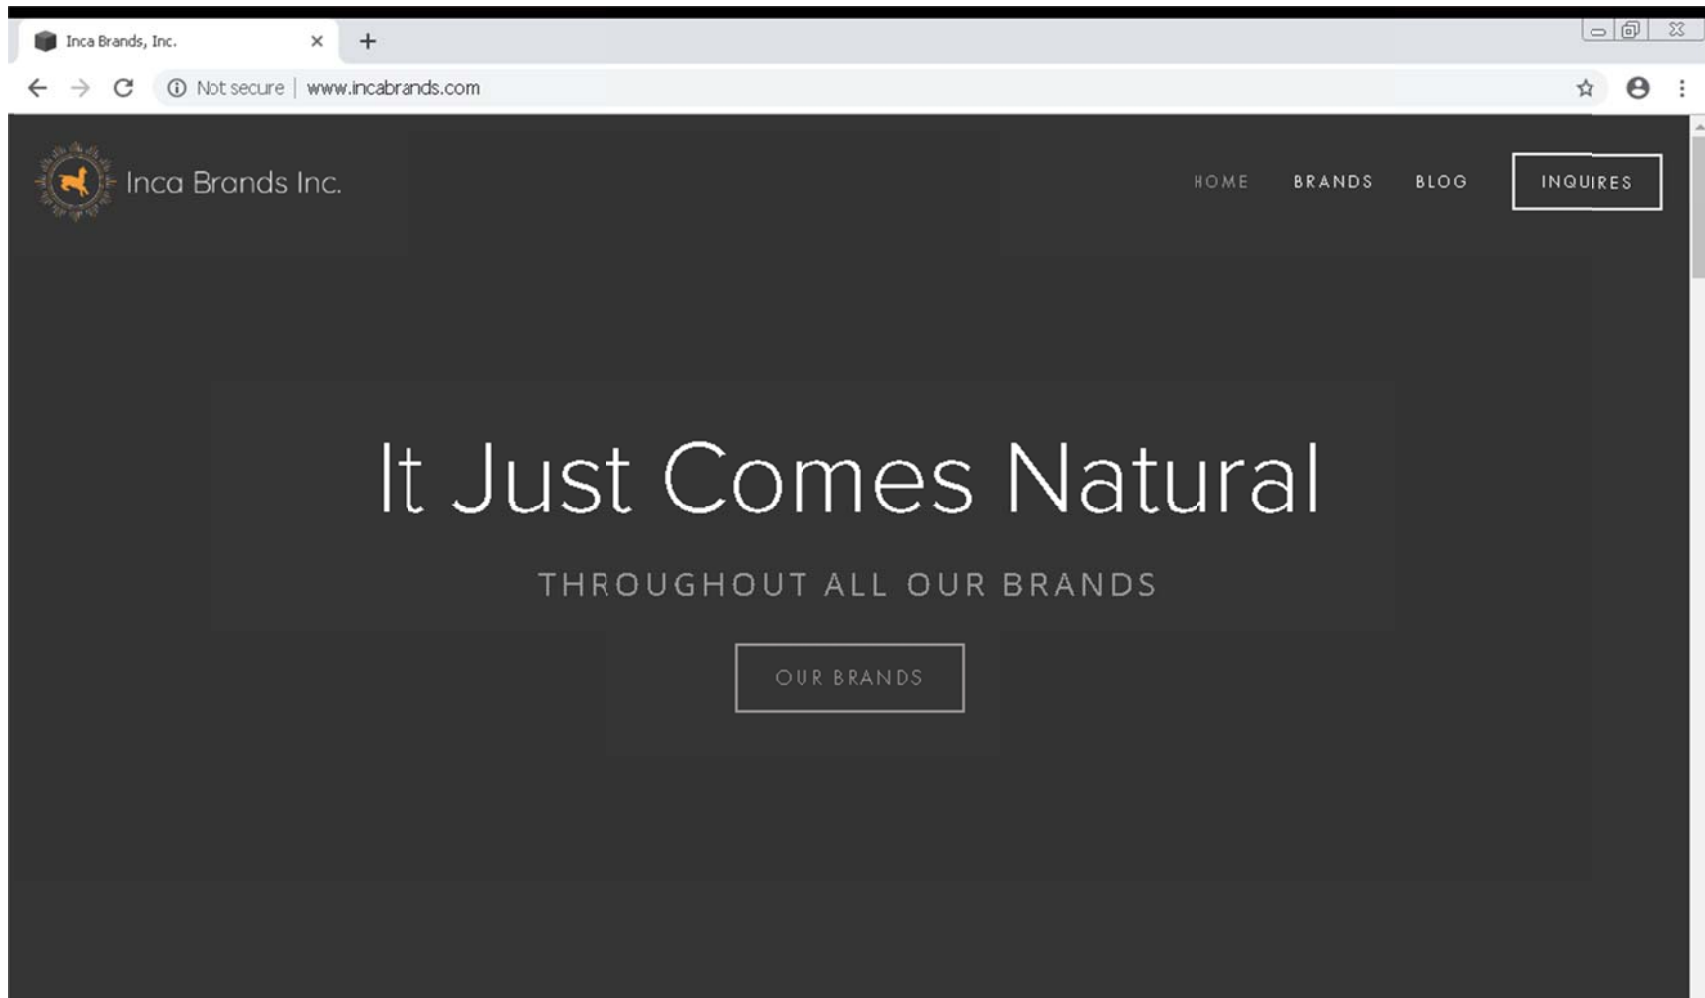 Inca Brands, Inc.
Not secure | www.incabrands.com
Inca Brands Inc.
HOME BRANDS BLOG INQUIRES
It Just Comes Natural
THROUGHOUT ALL OUR BRANDS
OUR BRANDS